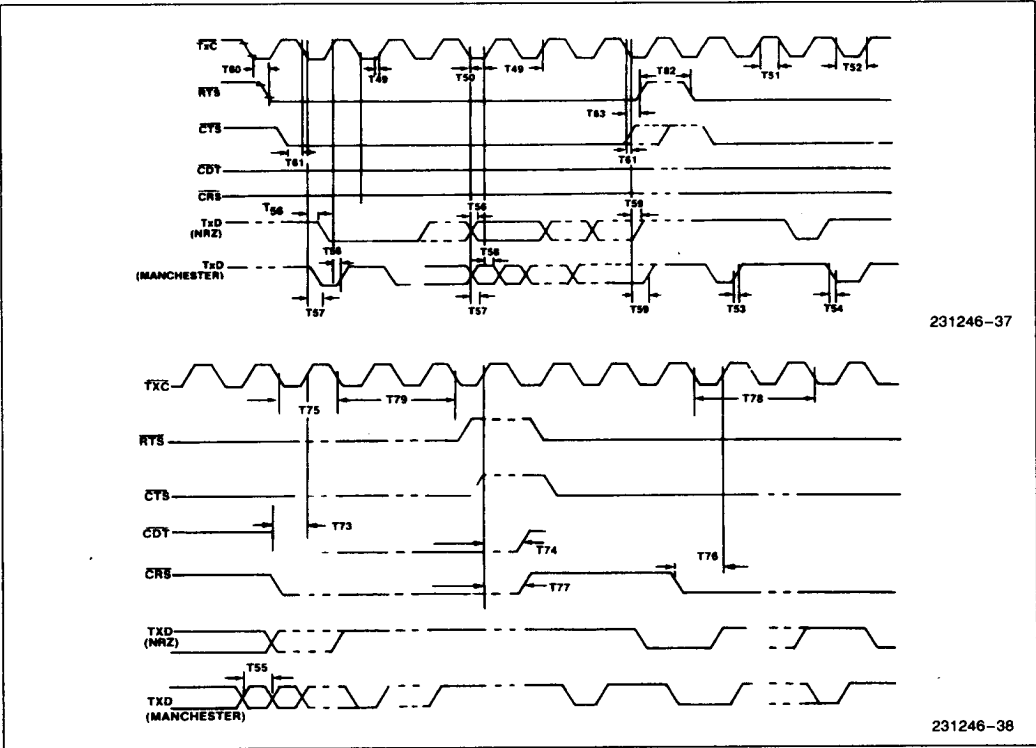 TxC
T60
T49
T50
T49
T62
T51
T52
RTS
T63
CTS
T61
T61
CDT
CRS
T56
T56
T59
TxD
(NRZ)
T58
T58
TxD
(MANCHESTER)
T57
T57
T59
T53
T54
231246-37
TXC
T75
T79
T78
RTS
CTS
CDT
T73
T74
T76
CRS
T77
TXD
(NRZ)
T55
TXD
(MANCHESTER)
231246-38